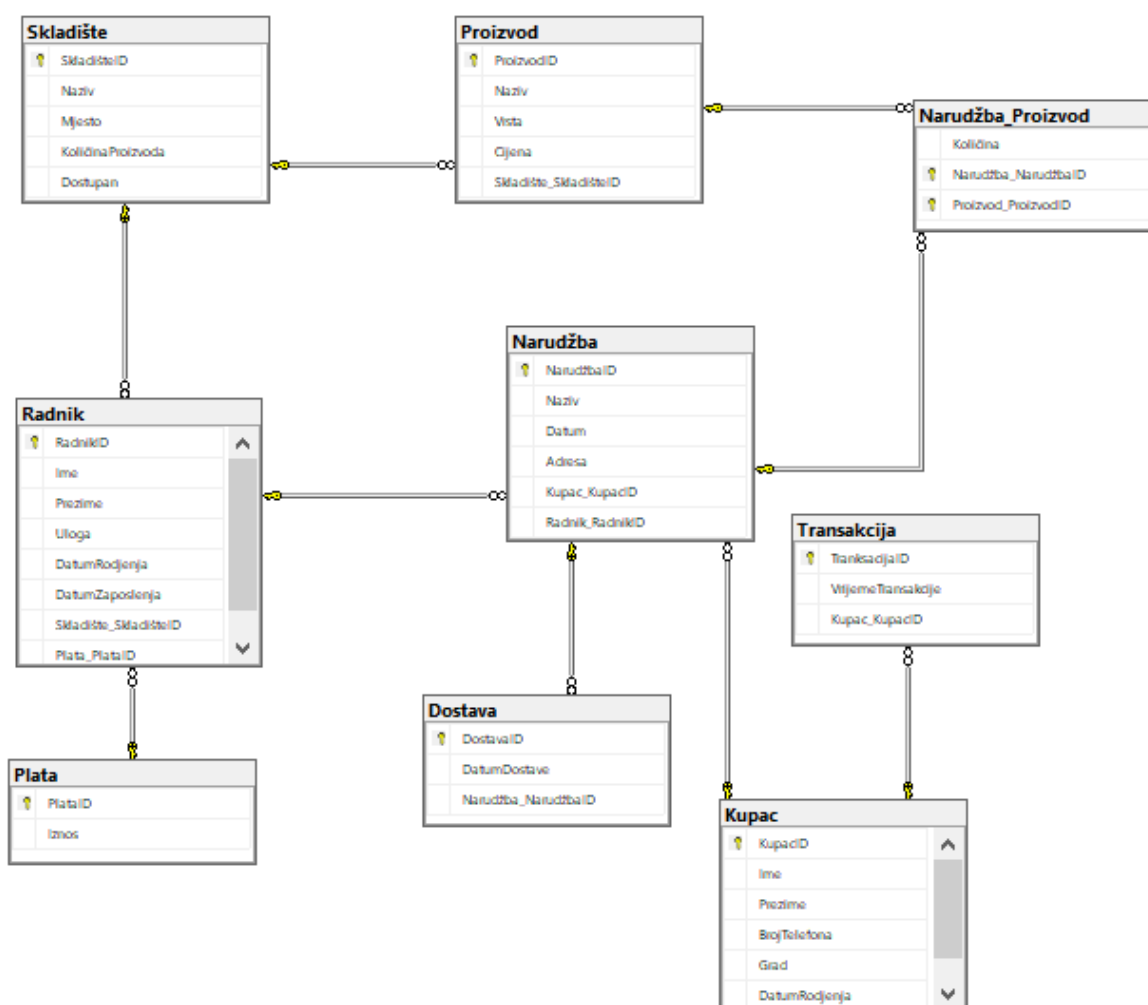 Skladište
SkladišteID
Naziv
Mjesto
KoličinaProizvoda
Dostupan
Proizvod
ProizvodID
Naziv
Vrsta
Cijena
Skladište_SkladišteID
Narudžba_Proizvod
Količina
Narudžba_NarudžbaID
Proizvod_ProizvodID
Narudžba
NarudžbaID
Naziv
Datum
Adresa
Kupac_KupacID
Radnik_RadnikID
Radnik
RadnikID
Ime
Prezime
Uloga
DatumRodjenja
DatumZaposlenja
Skladište_SkladišteID
Plata_PlataID
Transakcija
TranksacijaID
VrijemeTransakcije
Kupac_KupacID
Dostava
DostavaID
DatumDostave
Narudžba_NarudžbaID
Plata
PlataID
Iznos
Kupac
KupacID
Ime
Prezime
BrojTelefona
Grad
DatumRodjenja